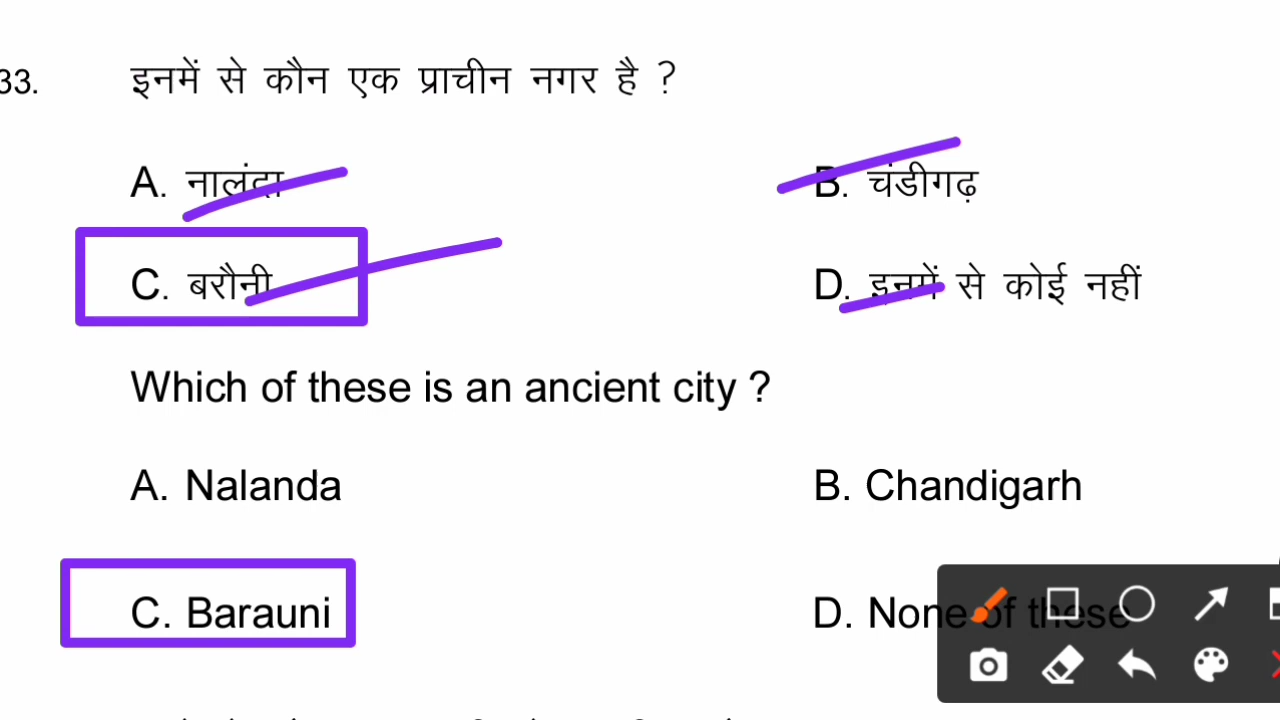 33. इनमें से कौन एक प्राचीन नगर है ?
A. नालंदा B. चंडीगढ़
C. बरौनी D. इनमें से कोई नहीं
Which of these is an ancient city ?
A. Nalanda B. Chandigarh
C. Barauni D. None of these